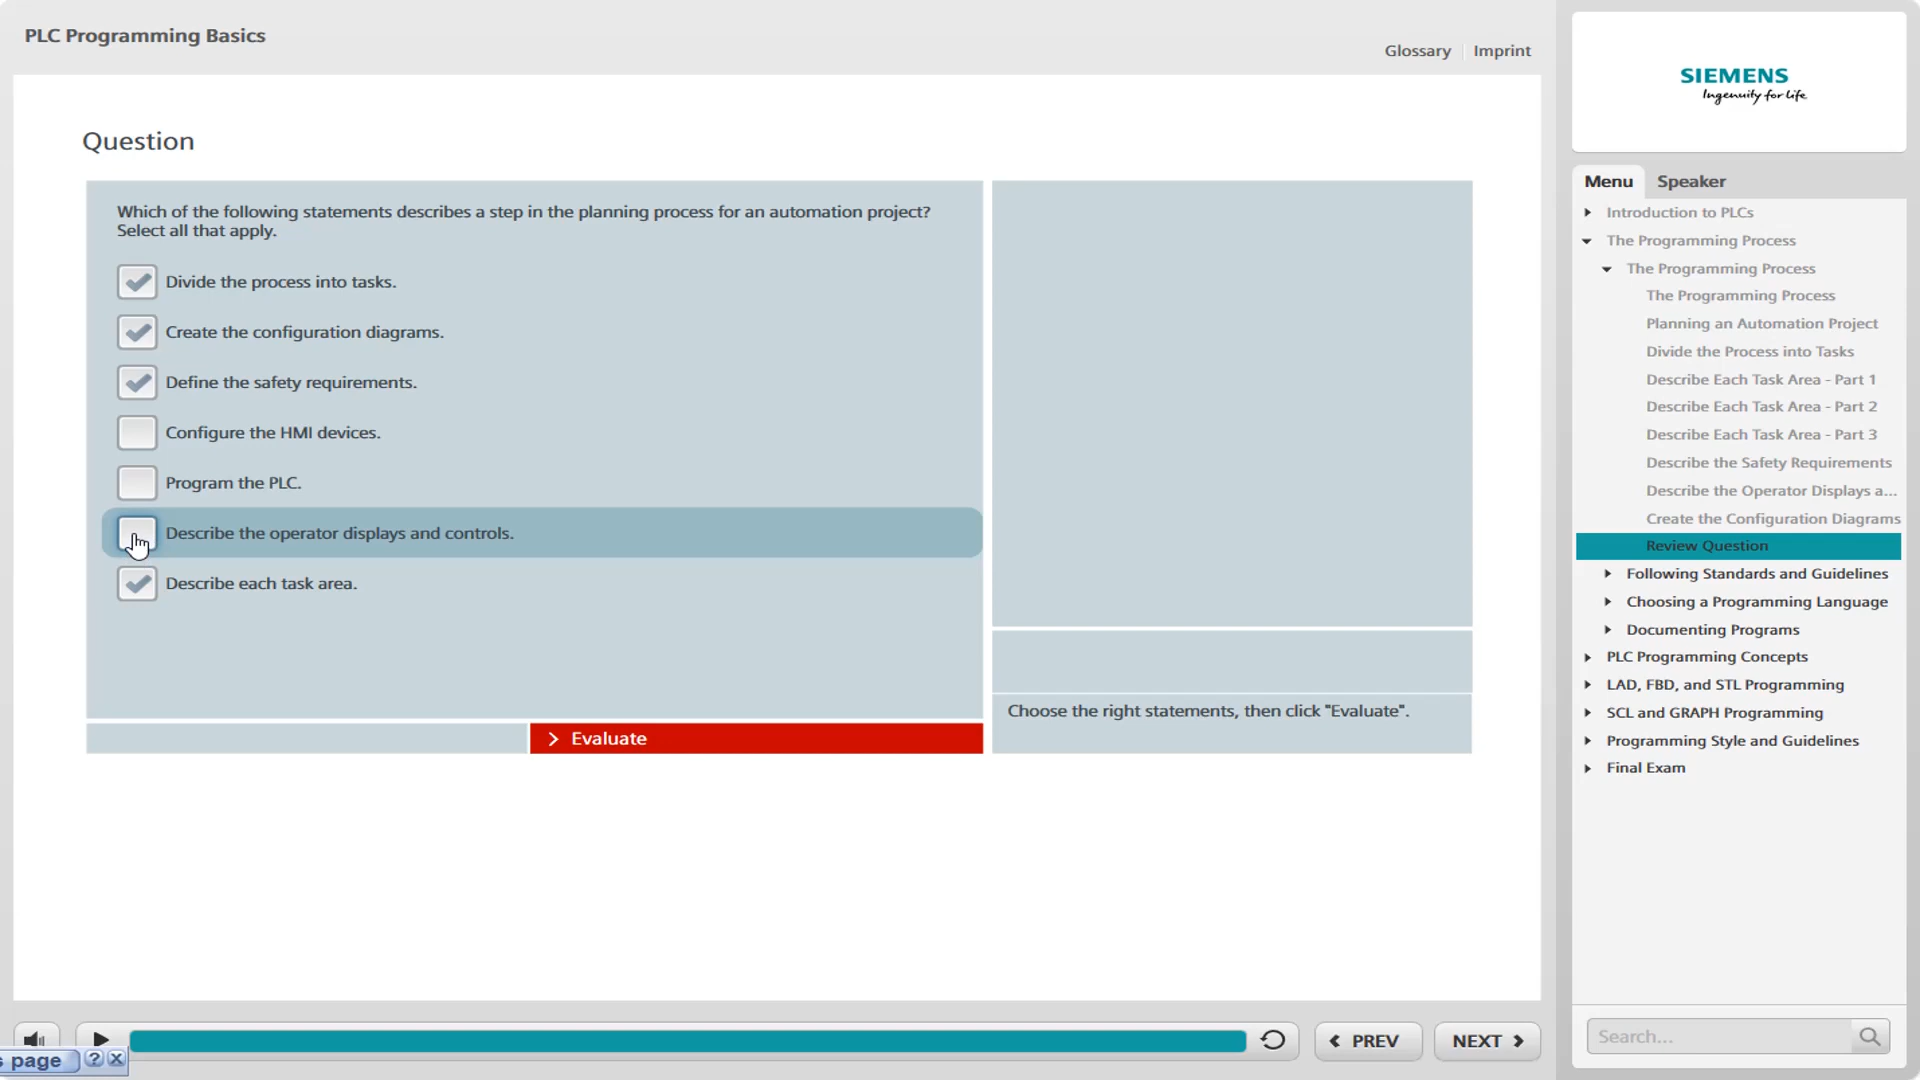 PLC Programming Basics
Glossary
Imprint
SIEMENS
Ingenuity for life
Question
Which of the following statements describes a step in the planning process for an automation project?
Select all that apply.
Divide the process into tasks.
Create the configuration diagrams.
Define the safety requirements.
Configure the HMI devices.
Program the PLC.
Describe the operator displays and controls.
Describe each task area.
Evaluate
Choose the right statements, then click "Evaluate".
Menu
Speaker
Introduction to PLCs
The Programming Process
The Programming Process
The Programming Process
Planning an Automation Project
Divide the Process into Tasks
Describe Each Task Area - Part 1
Describe Each Task Area - Part 2
Describe Each Task Area - Part 3
Describe the Safety Requirements
Describe the Operator Displays a...
Create the Configuration Diagrams
Review Question
Following Standards and Guidelines
Choosing a Programming Language
Documenting Programs
PLC Programming Concepts
LAD, FBD, and STL Programming
SCL and GRAPH Programming
Programming Style and Guidelines
Final Exam
Search...
PREV
NEXT
s page
?